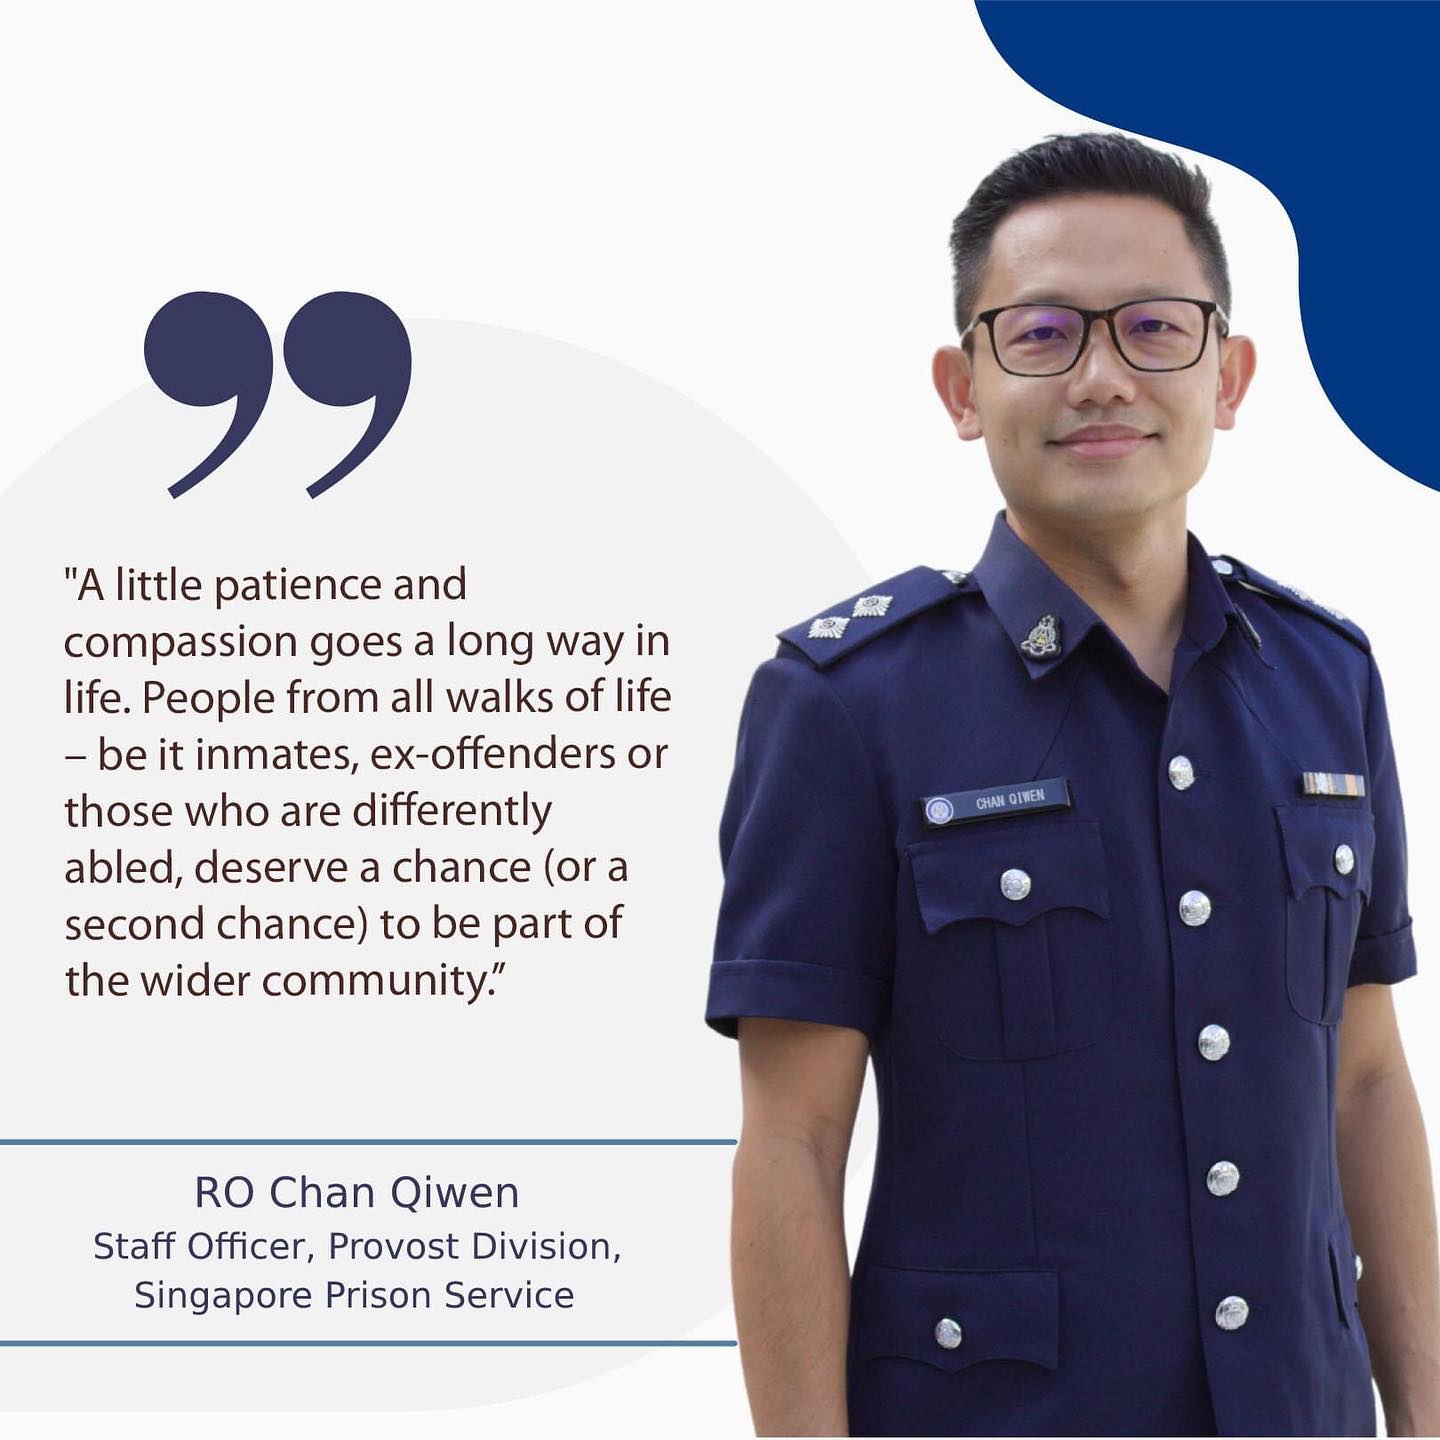 "A little patience and
compassion goes a long way in
life. People from all walks of life
– be it inmates, ex-offenders or
those who are differently
abled, deserve a chance (or a
second chance) to be part of
the wider community.”
RO Chan Qiwen
Staff Officer, Provost Division,
Singapore Prison Service
CHAN QIWEN